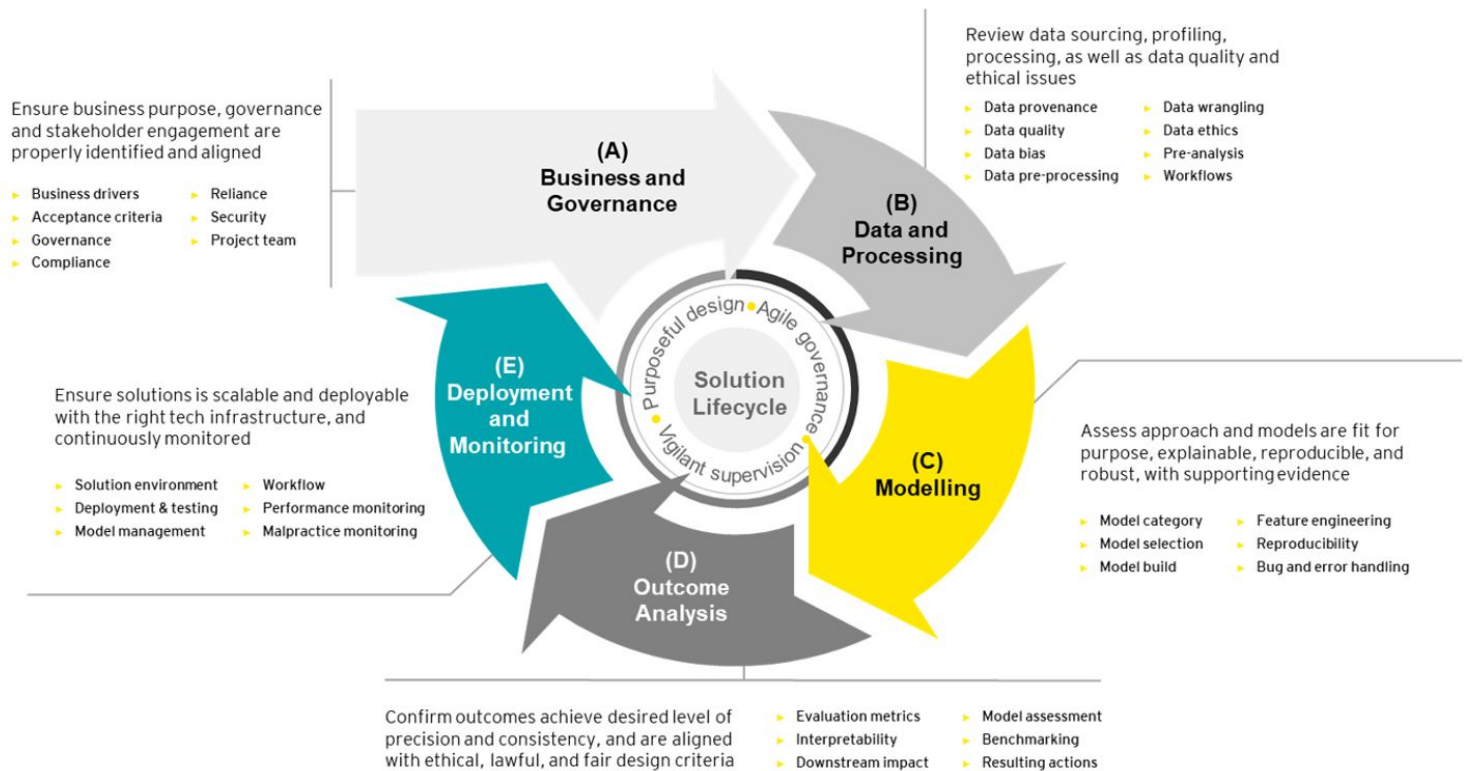 Ensure business purpose, governance
and stakeholder engagement are
properly identified and aligned
Business drivers
Acceptance criteria
Governance
Compliance
Reliance
Security
Project team
(A)
Business and
Governance
Review data sourcing, profiling,
processing, as well as data quality and
ethical issues
Data provenance
Data quality
Data bias
Data pre-processing
Data wrangling
Data ethics
Pre-analysis
Workflows
(B)
Data and
Processing
Purposeful design • Agile governance • Vigilant supervision •
Solution
Lifecycle
(C)
Modelling
Assess approach and models are fit for
purpose, explainable, reproducible, and
robust, with supporting evidence
Model category
Model selection
Model build
Feature engineering
Reproducibility
Bug and error handling
(D)
Outcome
Analysis
Confirm outcomes achieve desired level of
precision and consistency, and are aligned
with ethical, lawful, and fair design criteria
Evaluation metrics
Interpretability
Downstream impact
Model assessment
Benchmarking
Resulting actions
(E)
Deployment
and
Monitoring
Ensure solutions is scalable and deployable
with the right tech infrastructure, and
continuously monitored
Solution environment
Deployment & testing
Model management
Workflow
Performance monitoring
Malpractice monitoring